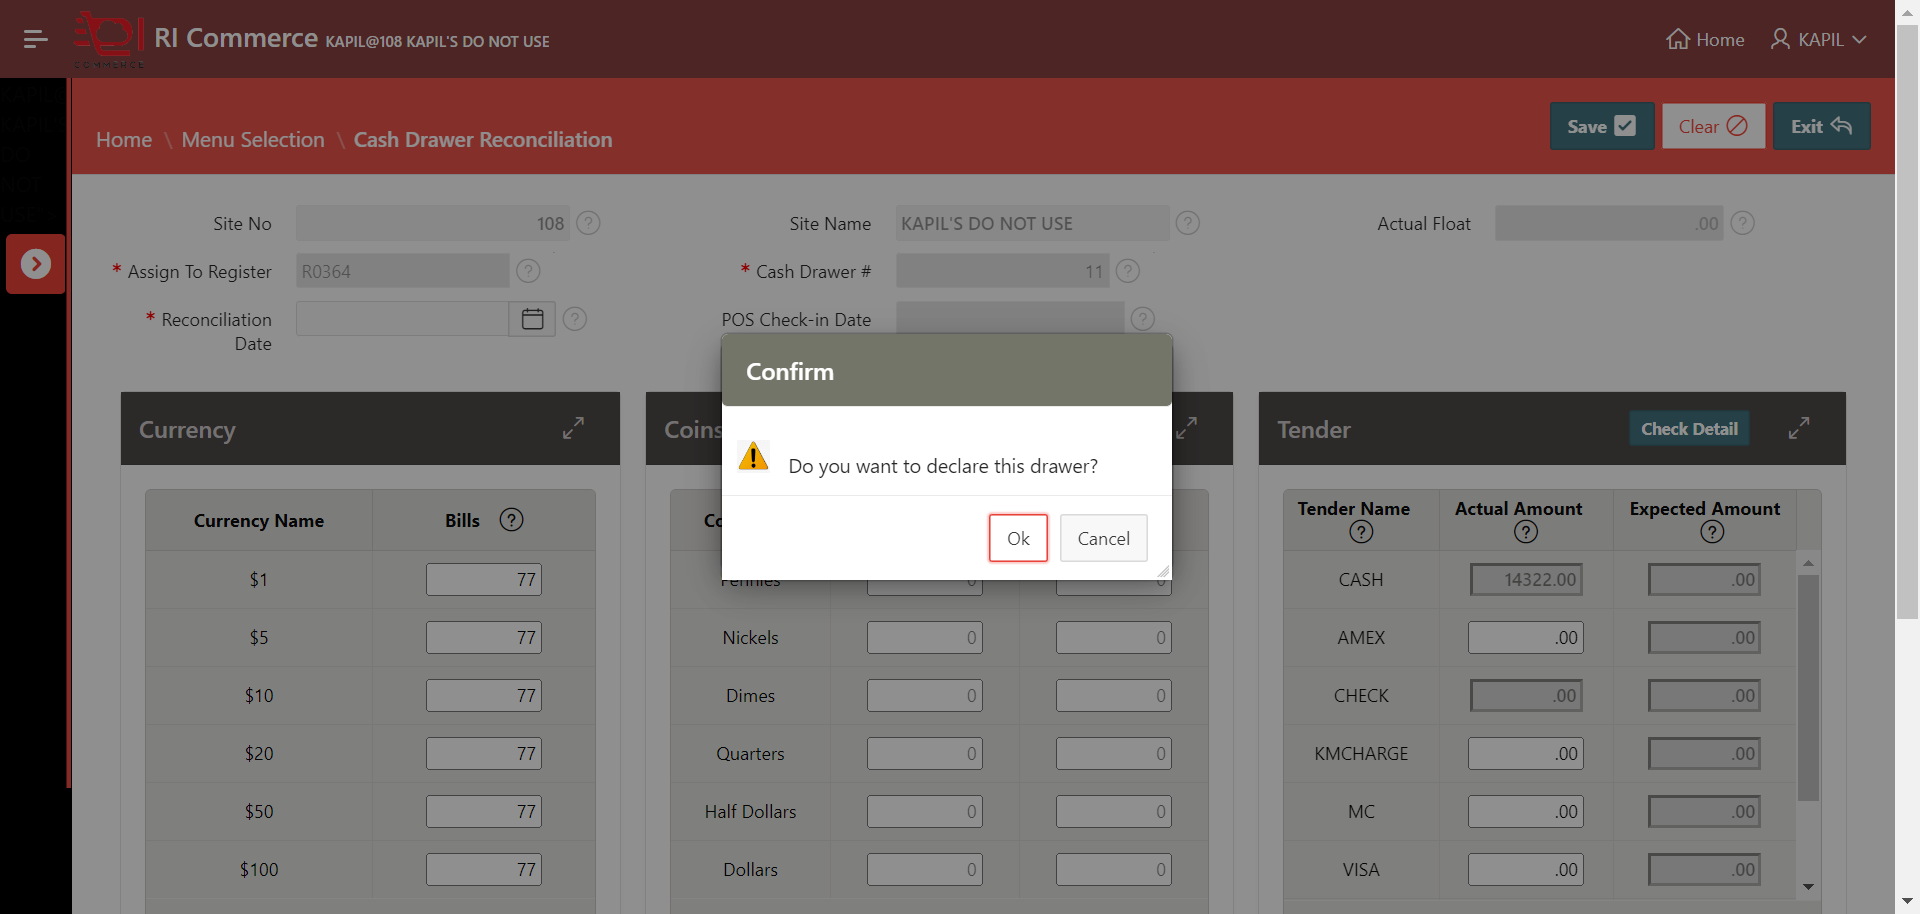 COMMERCE
RI Commerce KAPIL@108 KAPIL'S DO NOT USE
Home
KAPIL
Home \ Menu Selection \ Cash Drawer Reconciliation
Save
Clear
Exit
Site No 108
Site Name KAPIL'S DO NOT USE
Actual Float .00
* Assign To Register R0364
* Cash Drawer # 11
* Reconciliation
Date
POS Check-in Date
Confirm
Do you want to declare this drawer?
Ok Cancel
Currency
Currency Name Bills
$1 77
$5 77
$10 77
$20 77
$50 77
$100 77
Coins
Pennies 0 0
Nickels 0 0
Dimes 0 0
Quarters 0 0
Half Dollars 0 0
Dollars 0 0
Tender
Check Detail
Tender Name Actual Amount Expected Amount
CASH 14322.00 .00
AMEX .00 .00
CHECK .00 .00
KMCHARGE .00 .00
MC .00 .00
VISA .00 .00